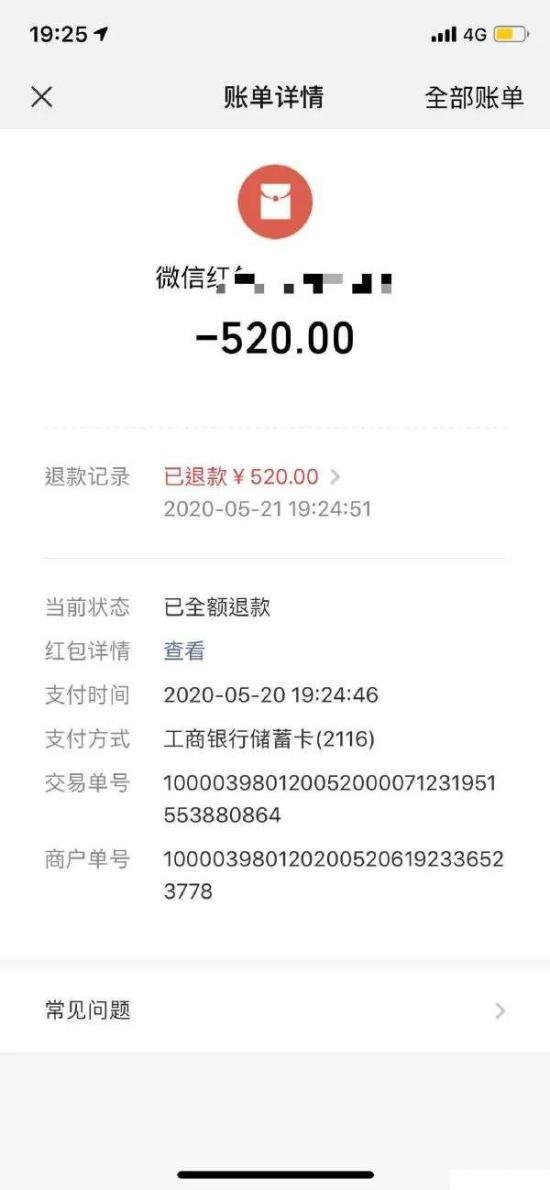 19:25
4G
账单详情
全部账单
微信红
-520.00
退款记录
已退款￥520.00
2020-05-21 19:24:51
当前状态
已全额退款
红包详情
查看
支付时间
2020-05-20 19:24:46
支付方式
工商银行储蓄卡(2116)
交易单号
100003980120052000071231951
553880864
商户单号
100003980120200520619233652
3778
常见问题